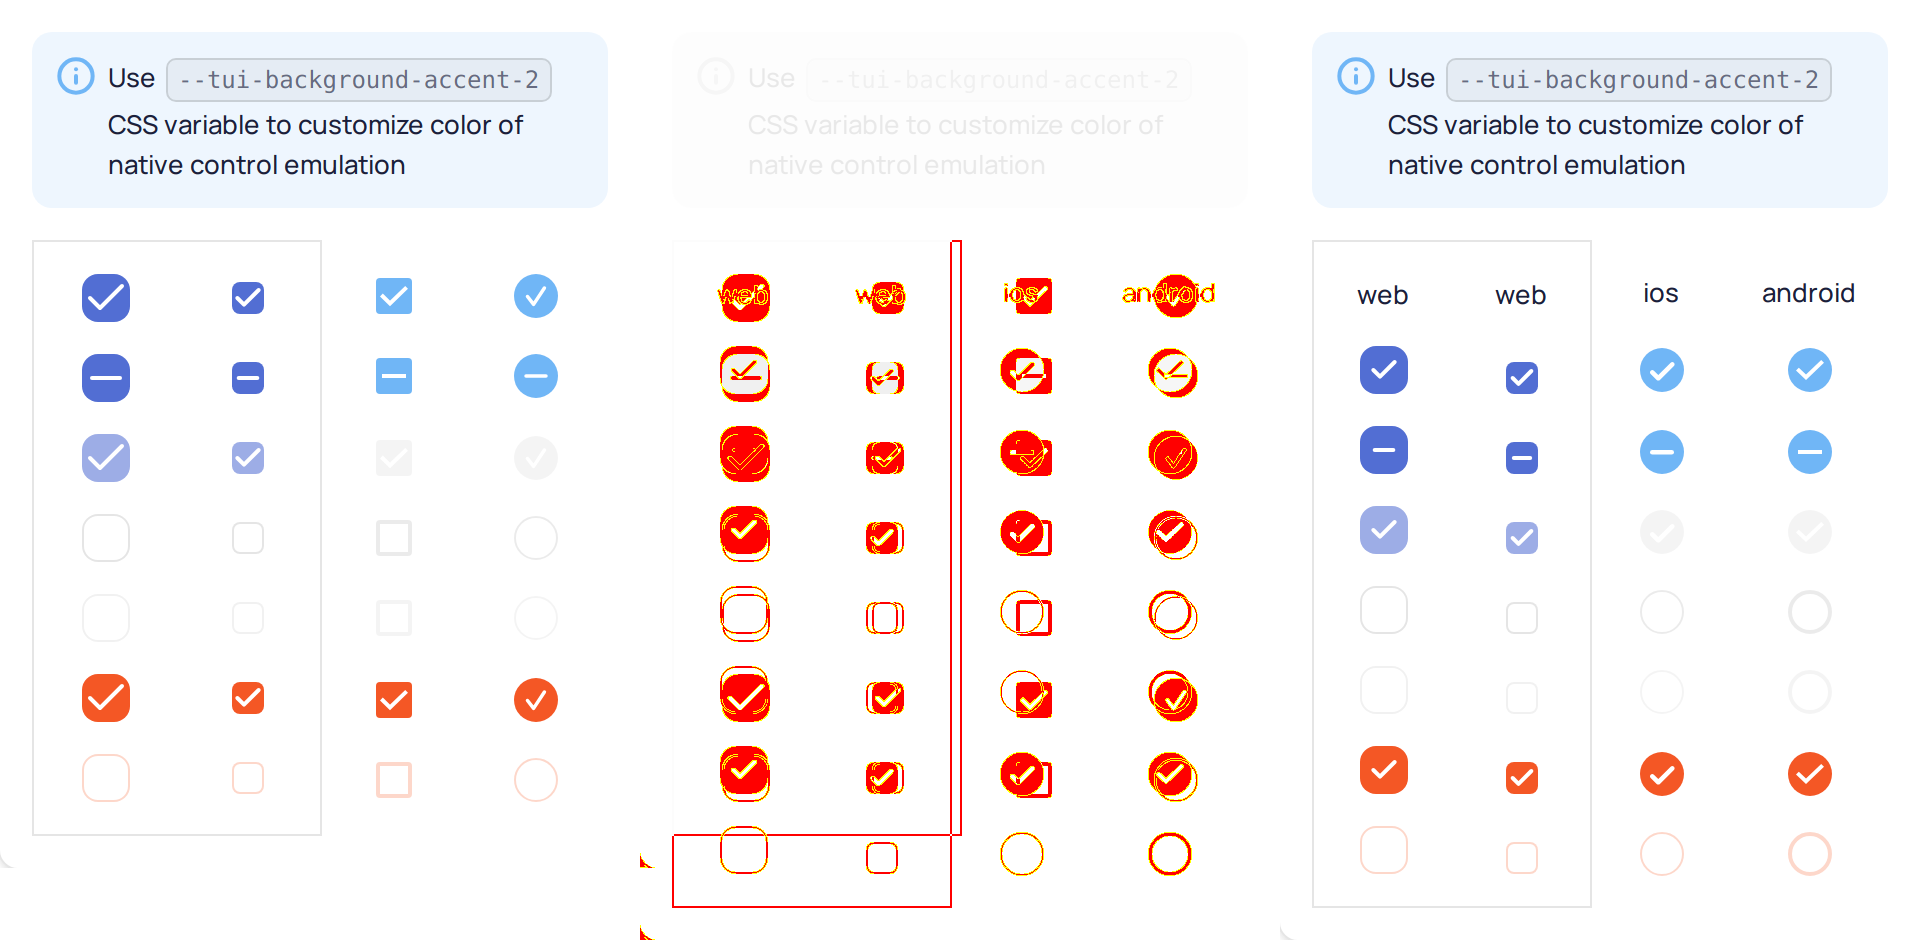 Use --tui-background-accent-2
CSS variable to customize color of
native control emulation
Use --tui-background-accent-2
CSS variable to customize color of
native control emulation
web web ios android
Use --tui-background-accent-2
CSS variable to customize color of
native control emulation
web web ios android